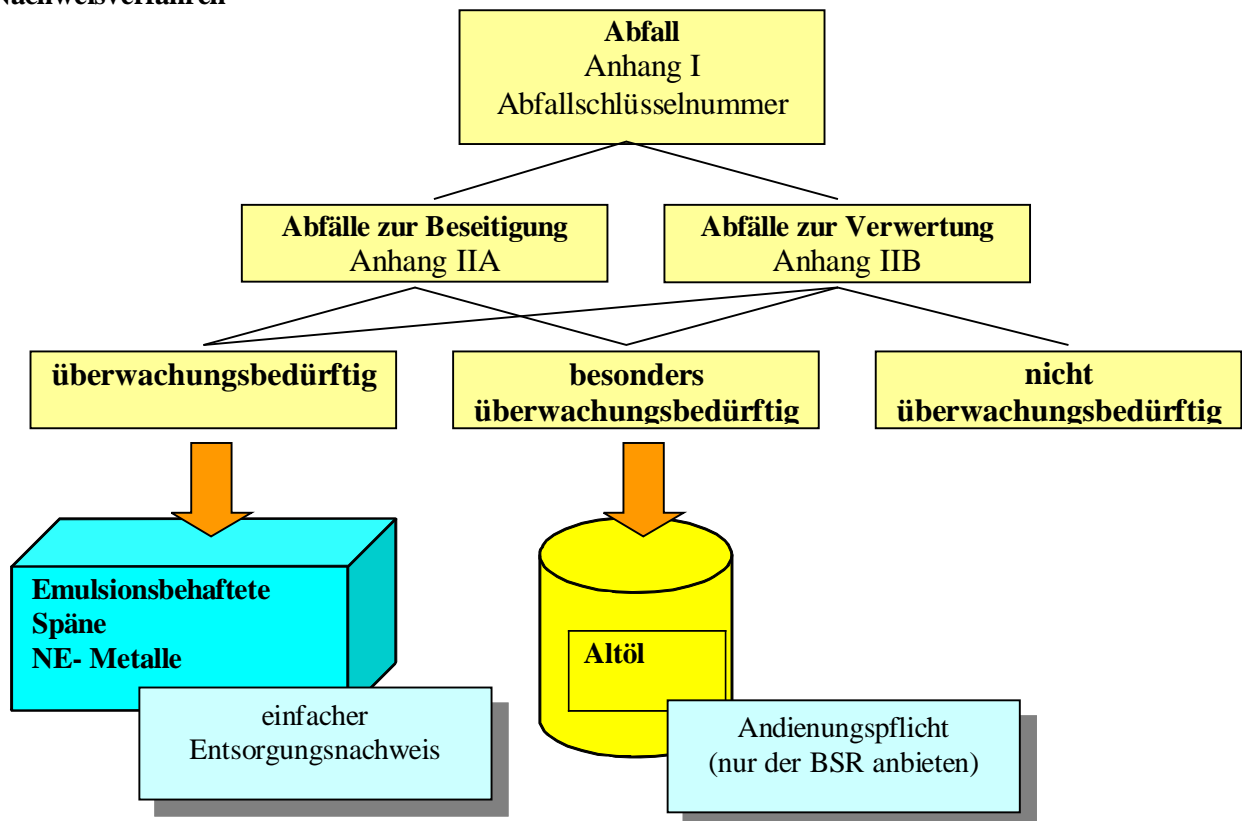 Nachweisverfahren
Abfall
Anhang I
Abfallschlüsselnummer
Abfälle zur Beseitigung
Anhang IIA
Abfälle zur Verwertung
Anhang IIB
überwachungsbedürftig
besonders
überwachungsbedürftig
nicht
überwachungsbedürftig
Emulsionsbehaftete
Späne
NE- Metalle
einfacher
Entsorgungsnachweis
Altöl
Andienungspflicht
(nur der BSR anbieten)